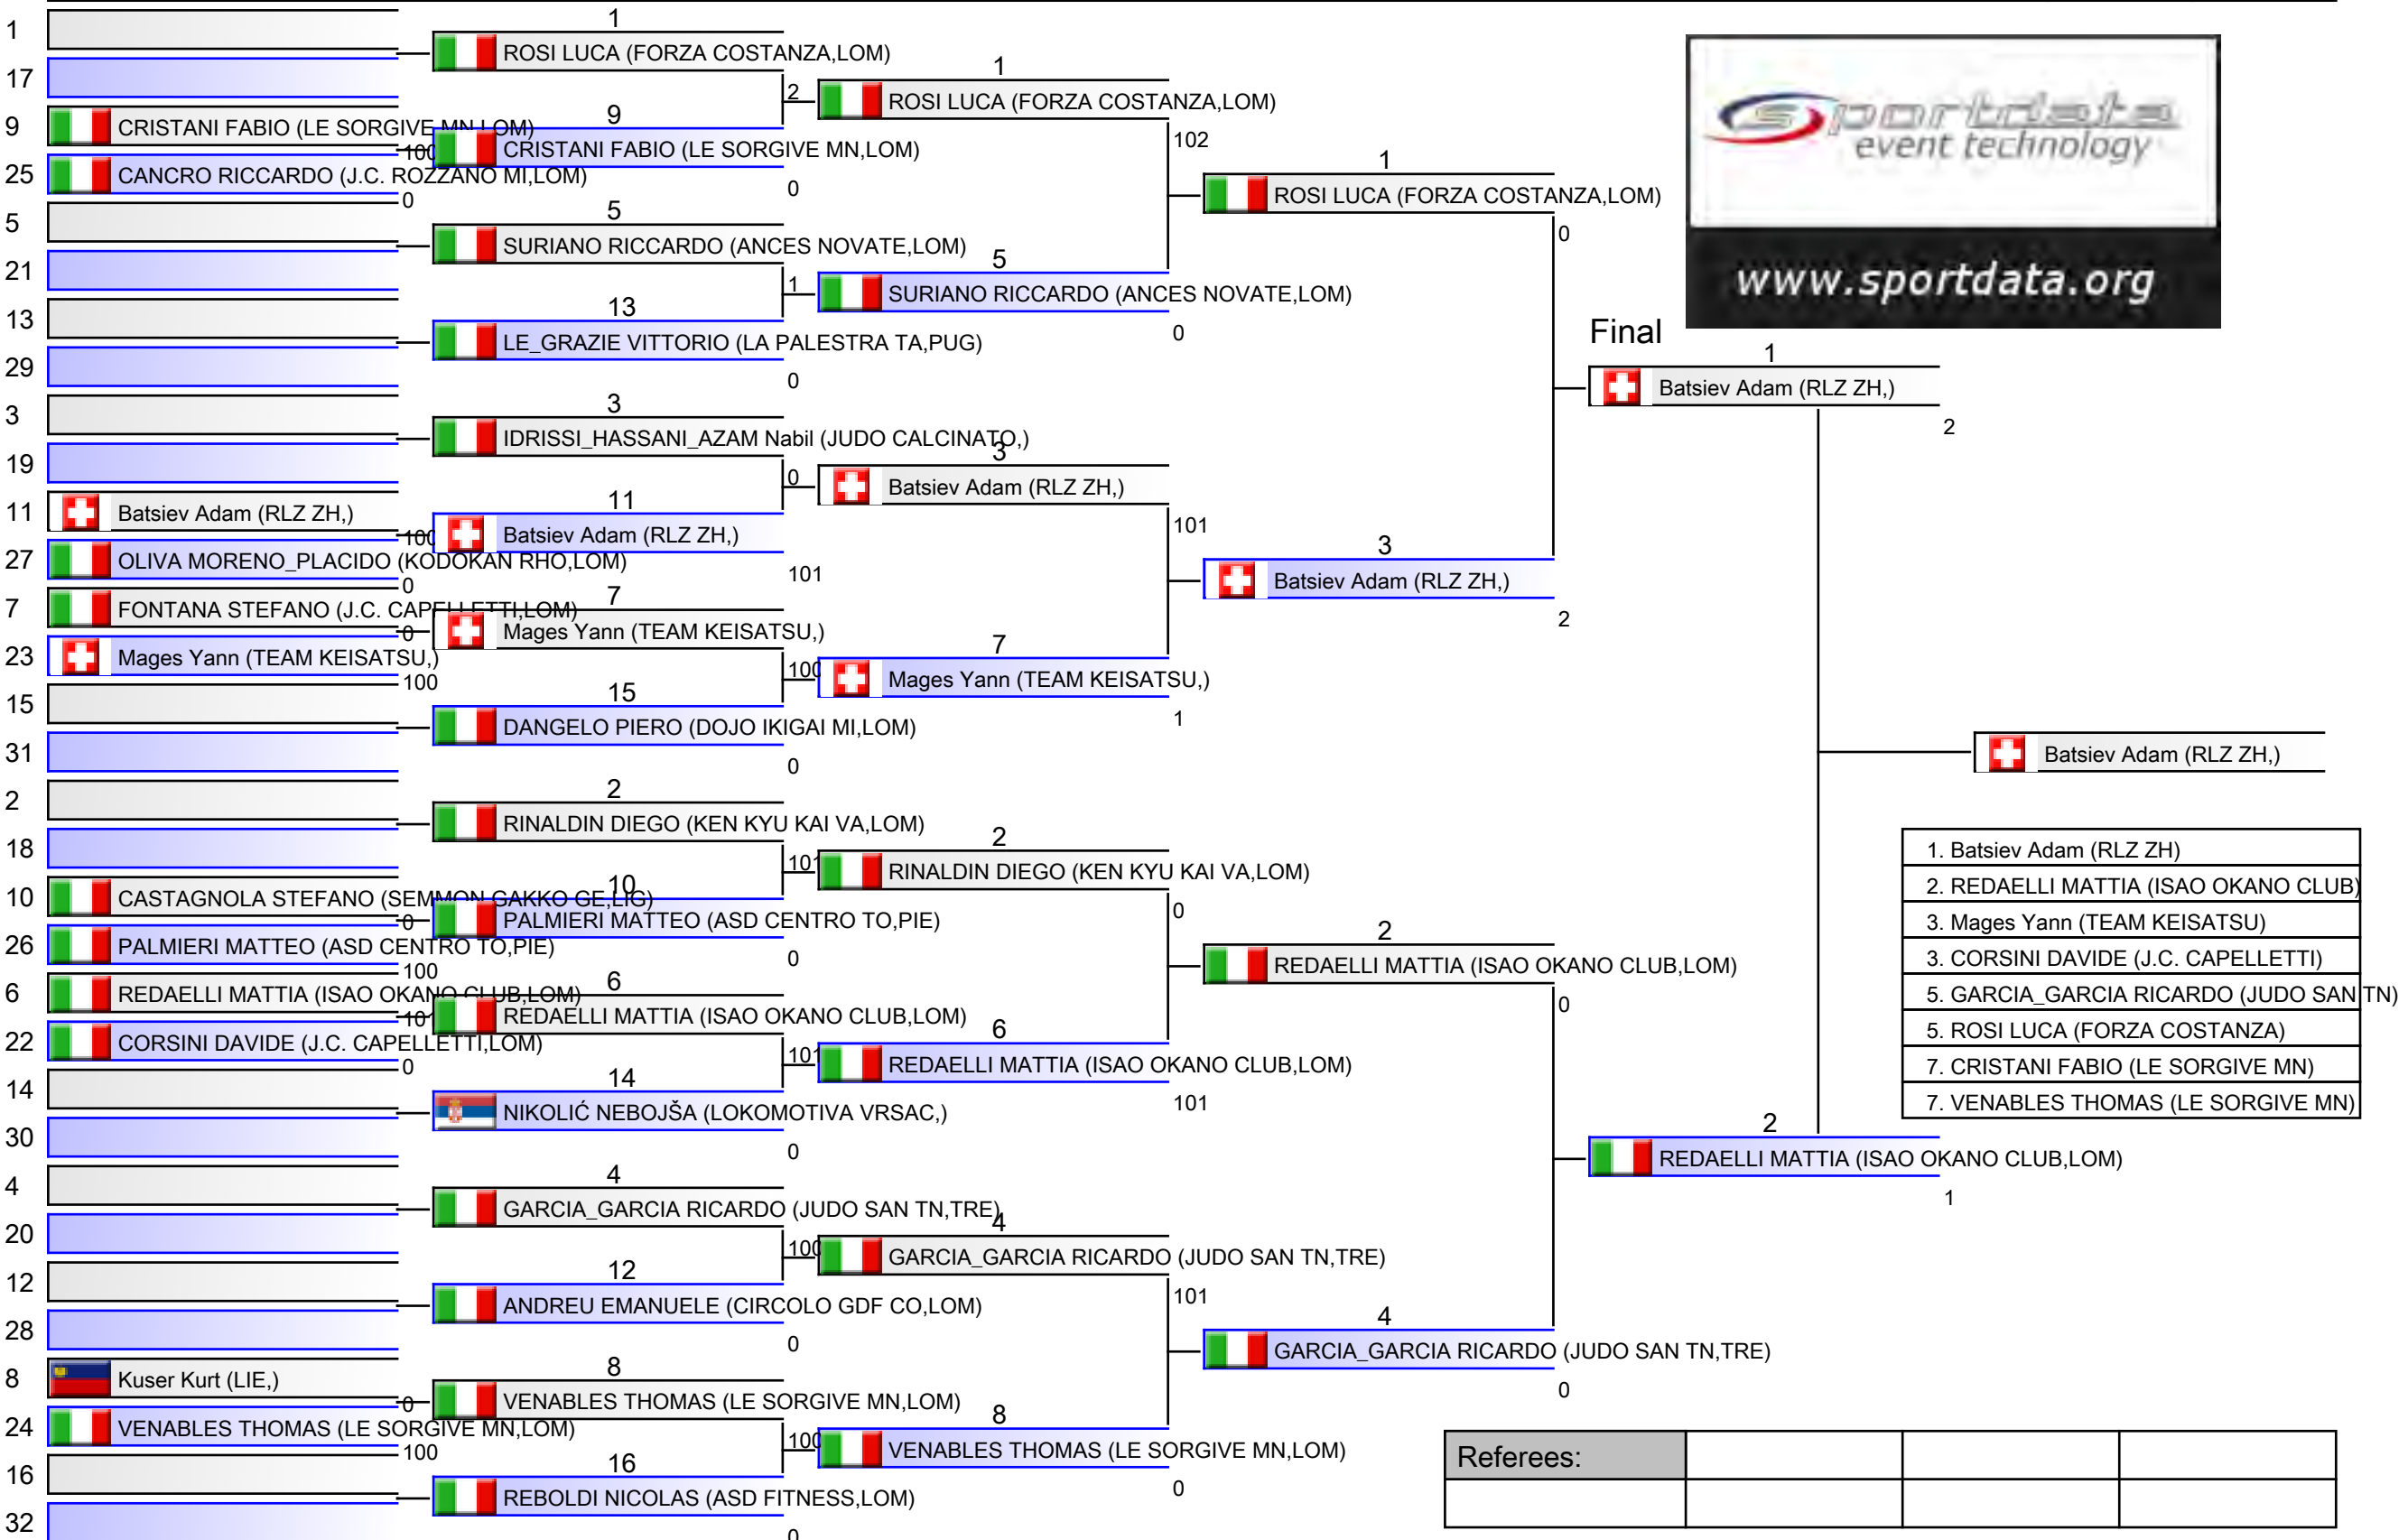 1
17
9 CRISTANI FABIO (LE SORGIVE MN,LOM)
100
25 CANCRO RICCARDO (J.C. ROZZANO MI,LOM)
0
5
21
13
29
3
19
11 Batsiev Adam (RLZ ZH,)
100
27 OLIVA MORENO_PLACIDO (KODOKAN RHO,LOM)
0
7 FONTANA STEFANO (J.C. CAPELLETTI,LOM)
0
23 Mages Yann (TEAM KEISATSU,)
100
15
31
2
18
10 CASTAGNOLA STEFANO (SEMMON GAKKO GE,LIG)
0
26 PALMIERI MATTEO (ASD CENTRO TO,PIE)
100
6 REDAELLI MATTIA (ISAO OKANO CLUB,LOM)
101
22 CORSINI DAVIDE (J.C. CAPELLETTI,LOM)
0
14
30
4
20
12
28
8 Kuser Kurt (LIE,)
0
24 VENABLES THOMAS (LE SORGIVE MN,LOM)
100
16
32
1
ROSI LUCA (FORZA COSTANZA,LOM)
2
9
CRISTANI FABIO (LE SORGIVE MN,LOM)
0
5
SURIANO RICCARDO (ANCES NOVATE,LOM)
1
13
LE_GRAZIE VITTORIO (LA PALESTRA TA,PUG)
0
3
IDRISSI_HASSANI_AZAM Nabil (JUDO CALCINATO,)
0
11
Batsiev Adam (RLZ ZH,)
101
7
Mages Yann (TEAM KEISATSU,)
100
15
DANGELO PIERO (DOJO IKIGAI MI,LOM)
0
2
RINALDIN DIEGO (KEN KYU KAI VA,LOM)
101
10
PALMIERI MATTEO (ASD CENTRO TO,PIE)
0
6
REDAELLI MATTIA (ISAO OKANO CLUB,LOM)
101
14
NIKOLIĆ NEBOJŠA (LOKOMOTIVA VRSAC,)
0
4
GARCIA_GARCIA RICARDO (JUDO SAN TN,TRE)
100
12
ANDREU EMANUELE (CIRCOLO GDF CO,LOM)
0
8
VENABLES THOMAS (LE SORGIVE MN,LOM)
100
16
REBOLDI NICOLAS (ASD FITNESS,LOM)
0
1
ROSI LUCA (FORZA COSTANZA,LOM)
102
5
SURIANO RICCARDO (ANCES NOVATE,LOM)
0
3
Batsiev Adam (RLZ ZH,)
101
7
Mages Yann (TEAM KEISATSU,)
1
2
RINALDIN DIEGO (KEN KYU KAI VA,LOM)
0
6
REDAELLI MATTIA (ISAO OKANO CLUB,LOM)
101
4
GARCIA_GARCIA RICARDO (JUDO SAN TN,TRE)
101
8
VENABLES THOMAS (LE SORGIVE MN,LOM)
0
1
ROSI LUCA (FORZA COSTANZA,LOM)
0
3
Batsiev Adam (RLZ ZH,)
2
2
REDAELLI MATTIA (ISAO OKANO CLUB,LOM)
0
4
GARCIA_GARCIA RICARDO (JUDO SAN TN,TRE)
0
sportdata
event technology
www.sportdata.org
Final
1
Batsiev Adam (RLZ ZH,)
2
2
REDAELLI MATTIA (ISAO OKANO CLUB,LOM)
1
Batsiev Adam (RLZ ZH,)
1. Batsiev Adam (RLZ ZH)
2. REDAELLI MATTIA (ISAO OKANO CLUB)
3. Mages Yann (TEAM KEISATSU)
3. CORSINI DAVIDE (J.C. CAPELLETTI)
5. GARCIA_GARCIA RICARDO (JUDO SAN TN)
5. ROSI LUCA (FORZA COSTANZA)
7. CRISTANI FABIO (LE SORGIVE MN)
7. VENABLES THOMAS (LE SORGIVE MN)
Referees: